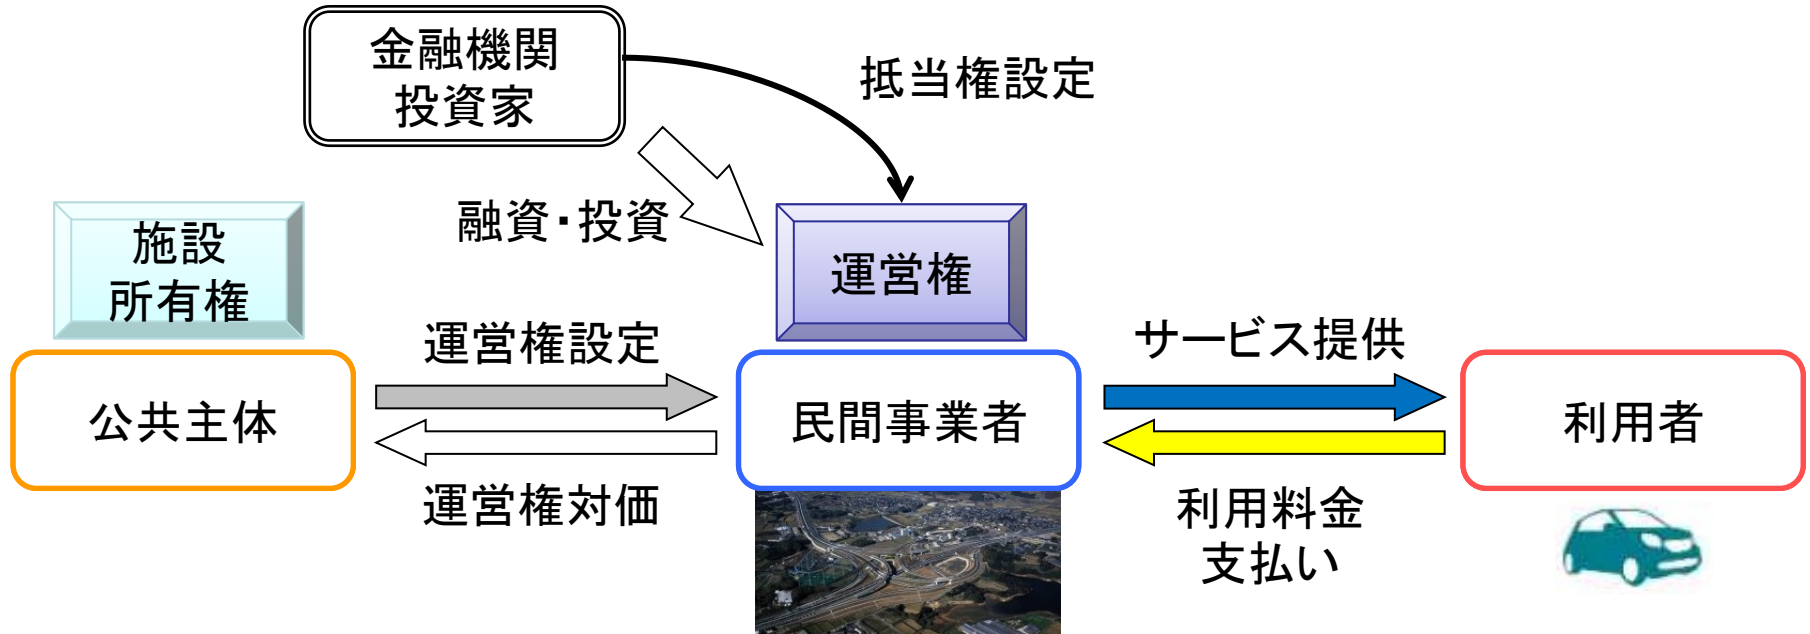 金融機関
投資家
抵当権設定
融資・投資
施設
所有権
運営権
運営権設定
サービス提供
公共主体
民間事業者
利用者
運営権対価
利用料金
支払い